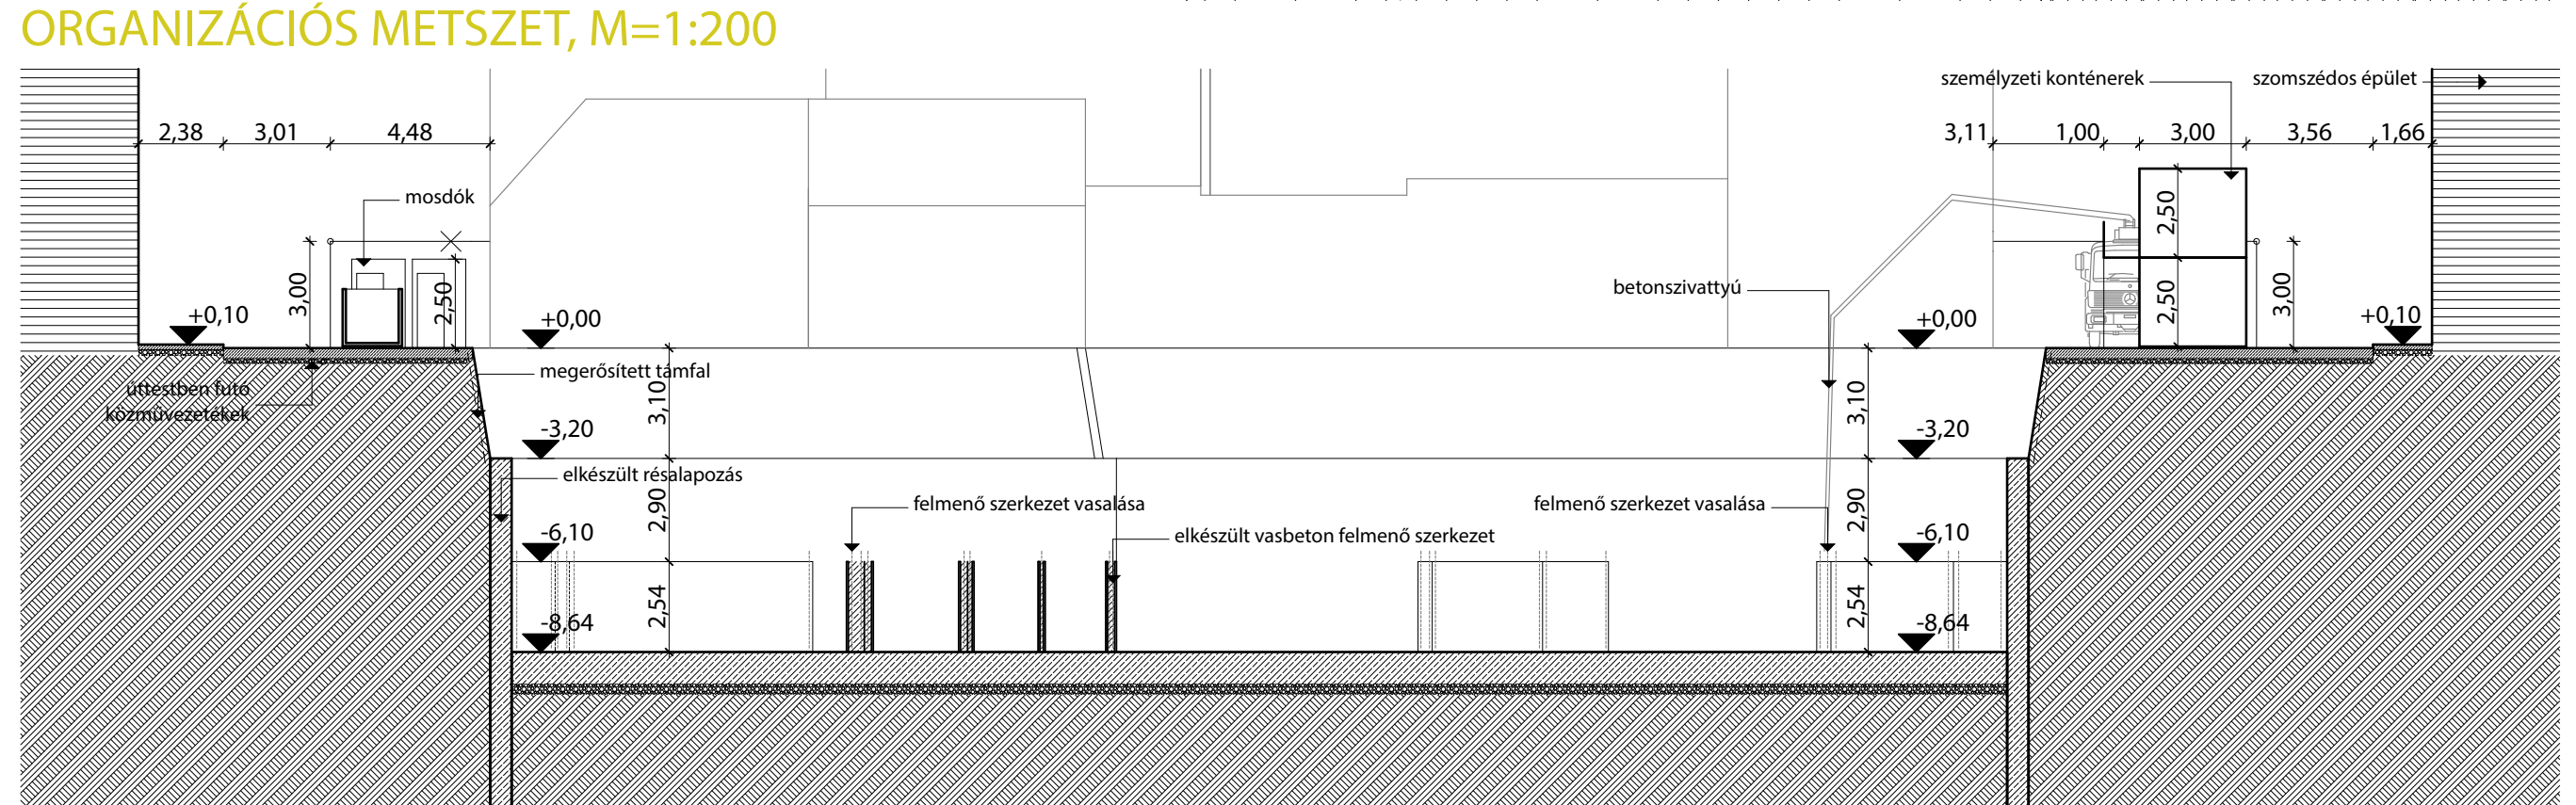 ORGANIZÁCIÓS METSZET, M=1:200
személyzeti konténerek
szomszédos épület
2,38
3,01
4,48
3,11
1,00
3,00
3,56
1,66
mosdók
2,50
3,00
2,50
betonszivattyú
2,50
3,00
+0,10
+0,00
+0,00
+0,10
megerősített támfal
úttestben futó
közművezetékek
3,10
3,10
-3,20
-3,20
elkészült résalapozás
felmenő szerkezet vasalása
felmenő szerkezet vasalása
2,90
2,90
-6,10
elkészült vasbeton felmenő szerkezet
-6,10
2,54
2,54
-8,64
-8,64